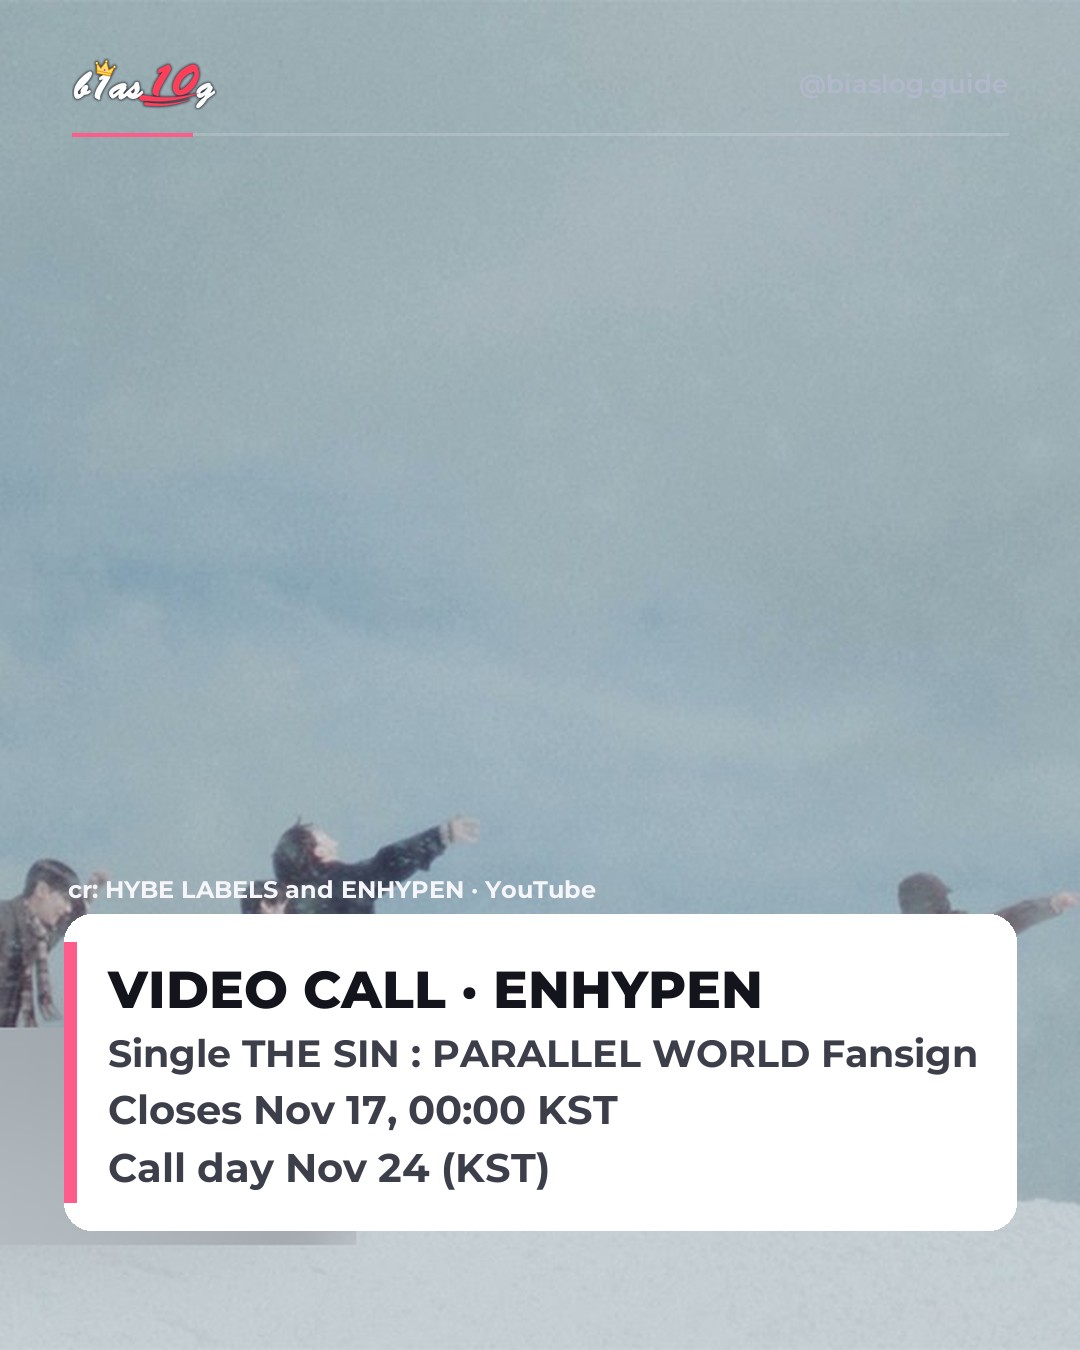 b1as10g
@biaslog.guide
cr: HYBE LABELS and ENHYPEN · YouTube
VIDEO CALL · ENHYPEN
Single THE SIN : PARALLEL WORLD Fansign
Closes Nov 17, 00:00 KST
Call day Nov 24 (KST)